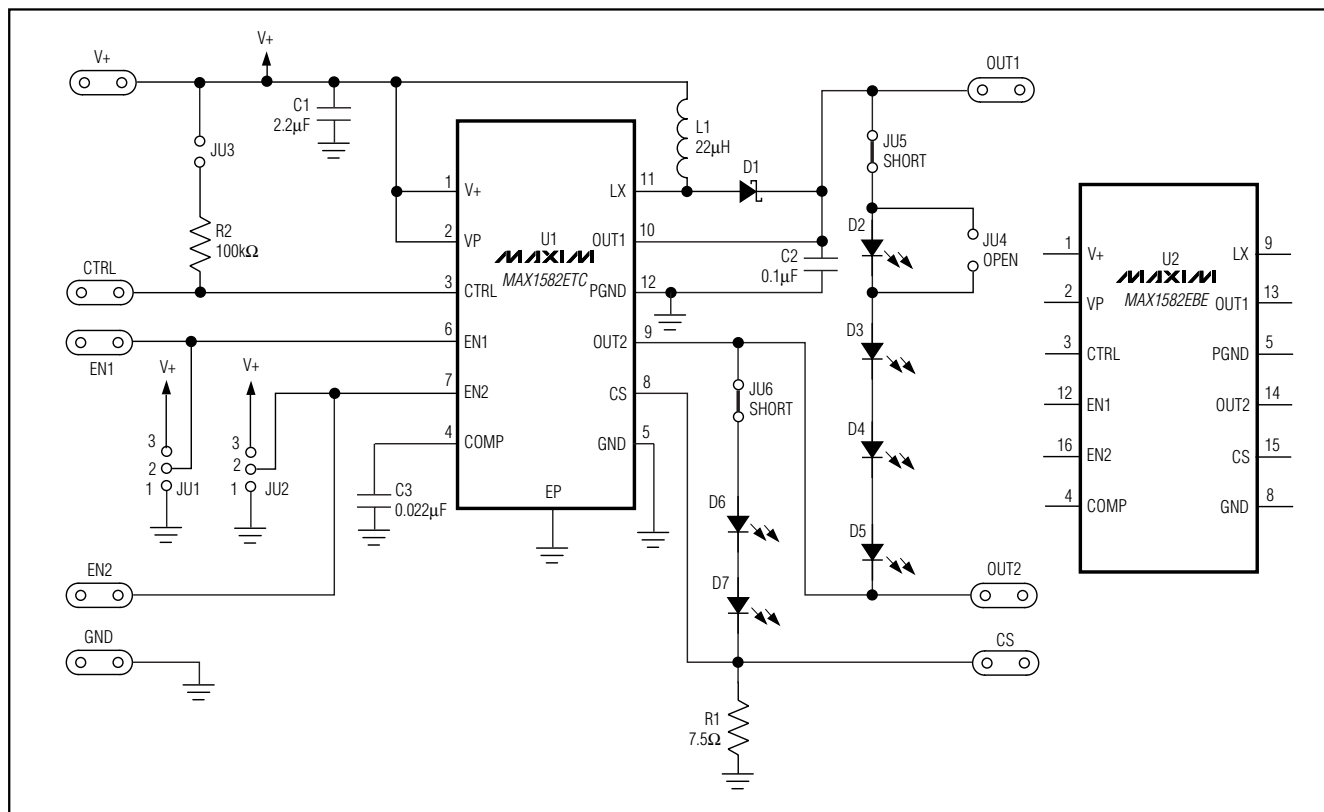 V+
V+
OUT1
C1
2.2µF
JU3
L1
22µH
JU5
SHORT
D1
1
V+
LX
11
R2
100kΩ
2
VP
U1
MAXIM
MAX1582ETC
OUT1
10
D2
JU4
OPEN
C2
0.1µF
CTRL
3
CTRL
PGND
12
EN1
6
EN1
OUT2
9
D3
V+
V+
7
EN2
CS
8
JU6
SHORT
3
2
1
JU1
3
2
1
JU2
4
COMP
GND
5
D4
C3
0.022µF
EP
D6
D5
EN2
D7
OUT2
GND
CS
R1
7.5Ω
1
V+
U2
MAXIM
MAX1582EBE
LX
9
2
VP
OUT1
13
3
CTRL
PGND
5
12
EN1
OUT2
14
16
EN2
CS
15
4
COMP
GND
8